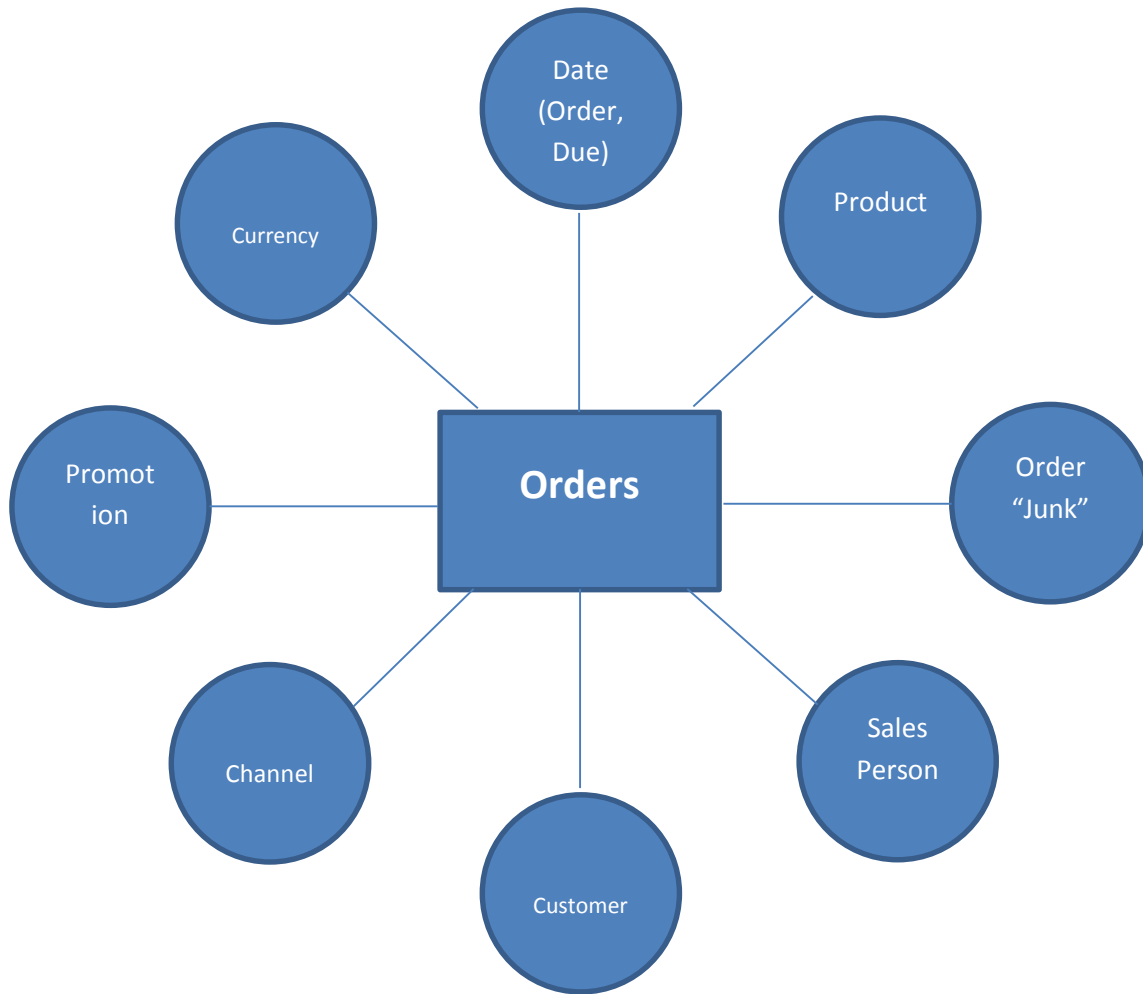 Date
(Order,
Due)
Product
Currency
Orders
Order
“Junk”
Promot
ion
Sales
Person
Channel
Customer